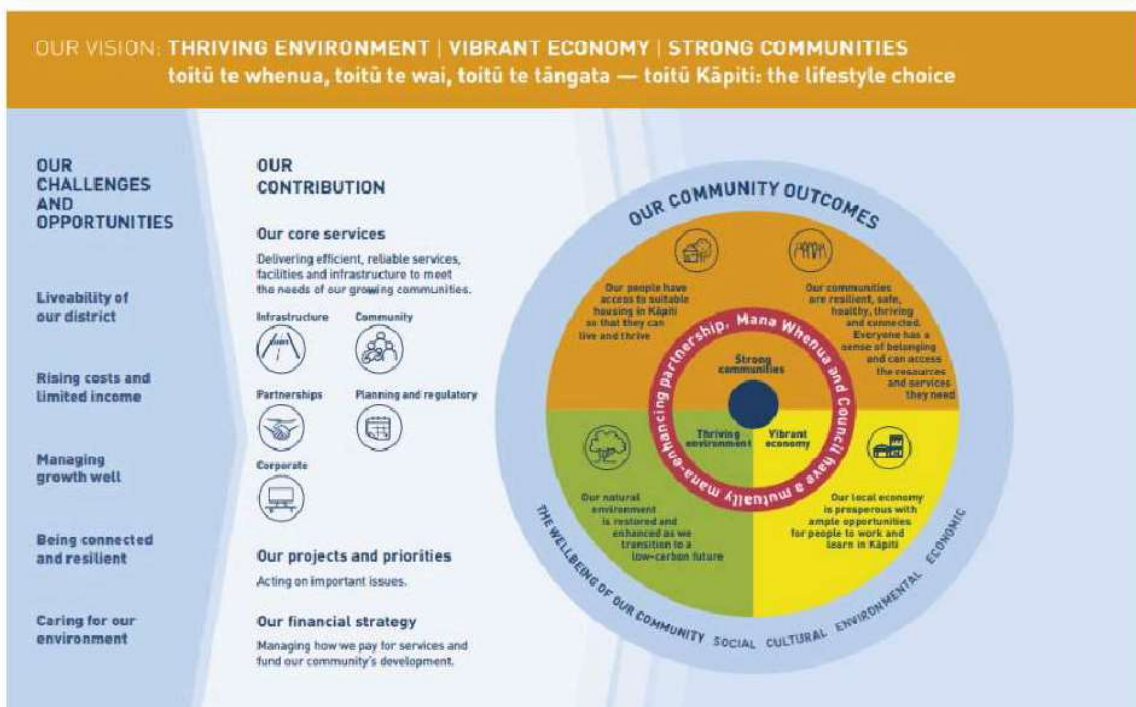 OUR VISION: THRIVING ENVIRONMENT | VIBRANT ECONOMY | STRONG COMMUNITIES
toitū te whenua, toitū te wai, toitū te tāngata — toitū Kāpiti: the lifestyle choice
OUR
CHALLENGES
AND
OPPORTUNITIES
Liveability of
our district
Rising costs and
limited income
Managing
growth well
Being connected
and resilient
Caring for our
environment
OUR
CONTRIBUTION
Our core services
Delivering efficient, reliable services,
facilities and infrastructure to meet
the needs of our growing communities.
Infrastructure
Community
Partnerships
Planning and regulatory
Corporate
Our projects and priorities
Acting on important issues.
Our financial strategy
Managing how we pay for services and
fund our community's development.
OUR COMMUNITY OUTCOMES
Our people have
access to suitable
housing in Kāpiti
so that they can
live and thrive
Our communities
are resilient, safe,
healthy, thriving
and connected.
Everyone has a
sense of belonging
and can access
the resources
and services
they need
Mana Whenua and Council have a mutually mana-enhancing partnership,
Strong
communities
Thriving
environment
Vibrant
economy
Our natural
environment
is restored and
enhanced as we
transition to a
low-carbon future
Our local economy
is prosperous with
ample opportunities
for people to work and
learn in Kāpiti
THE WELLBEING OF OUR COMMUNITY SOCIAL CULTURAL ENVIRONMENTAL ECONOMIC